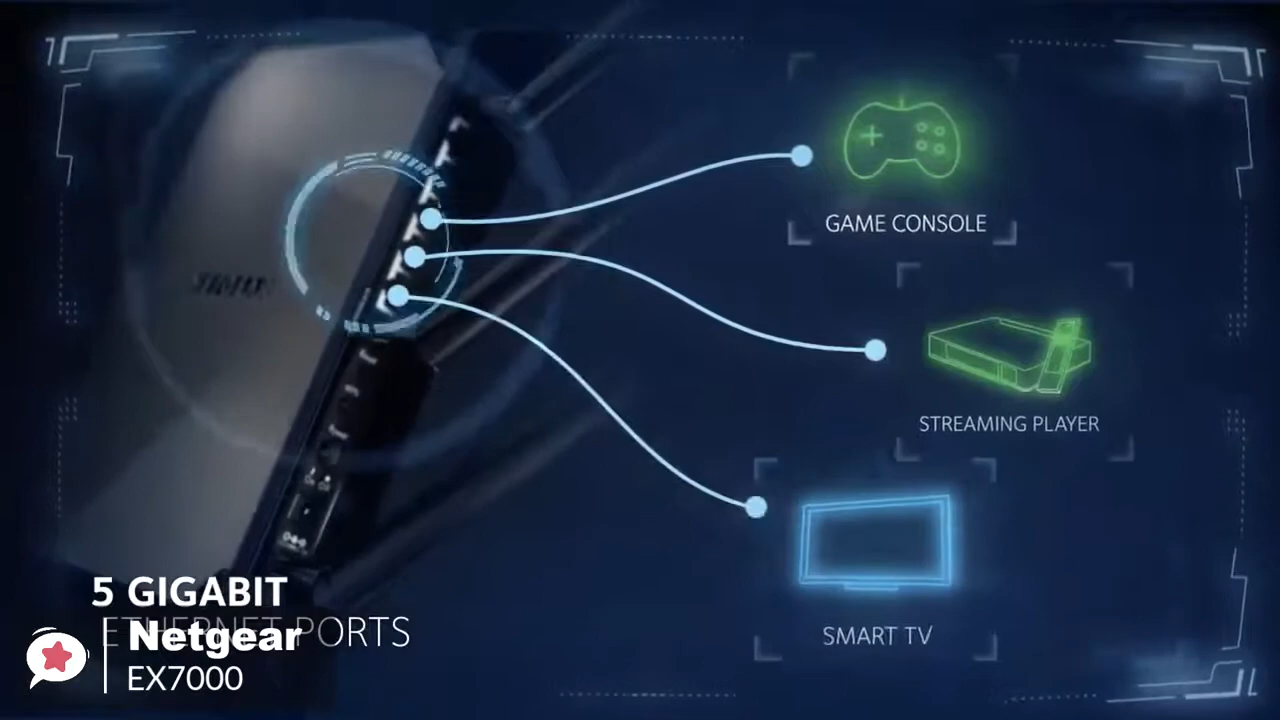 GAME CONSOLE
STREAMING PLAYER
SMART TV
5 GIGABIT
ETHERNET PORTS
Netgear
EX7000